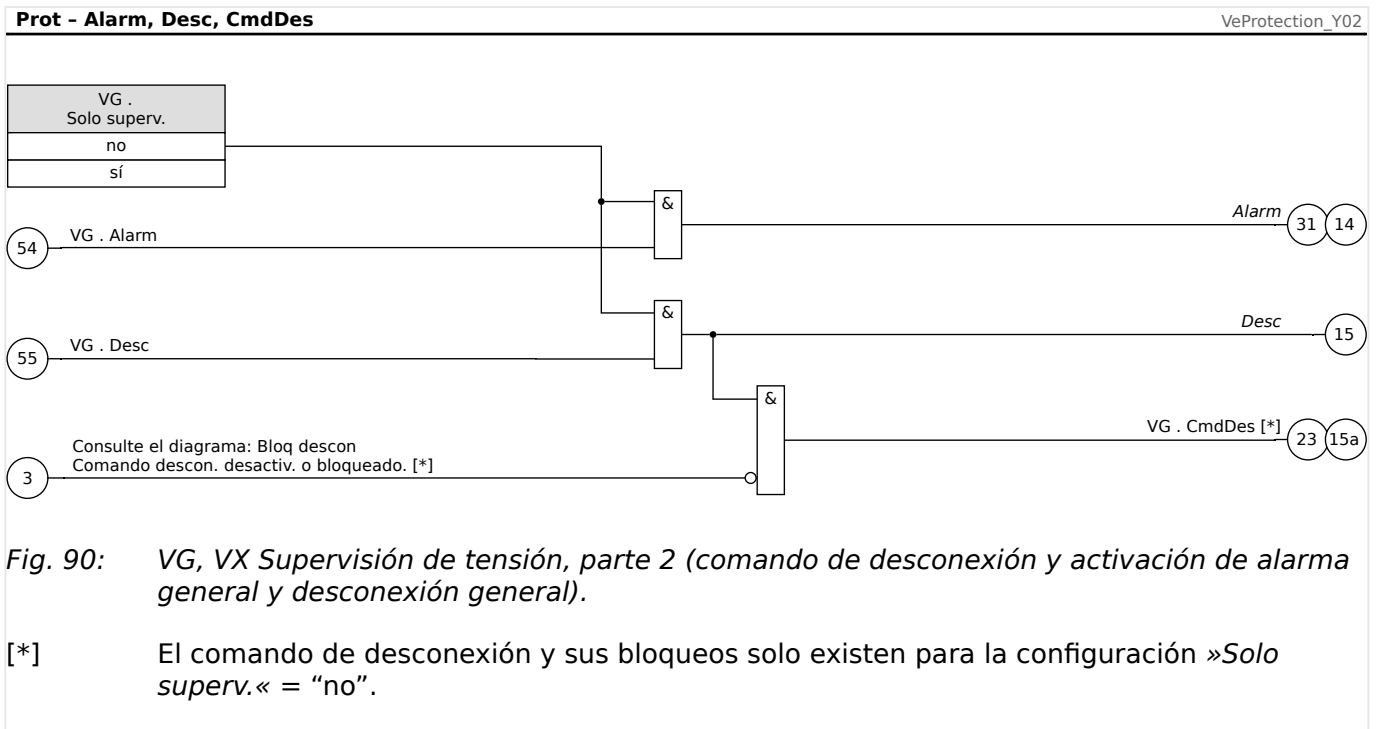 Prot – Alarm, Desc, CmdDes
VeProtection_Y02
VG .
Solo superv.
no
sí
&
Alarm
31
14
54
VG . Alarm
&
Desc
15
55
VG . Desc
&
VG . CmdDes [*]
23
15a
Consulte el diagrama: Bloq descon
Comando descon. desactiv. o bloqueado. [*]
3
Fig. 90: VG, VX Supervisión de tensión, parte 2 (comando de desconexión y activación de alarma
general y desconexión general).
[*] El comando de desconexión y sus bloqueos solo existen para la configuración »Solo
superv.« = “no”.